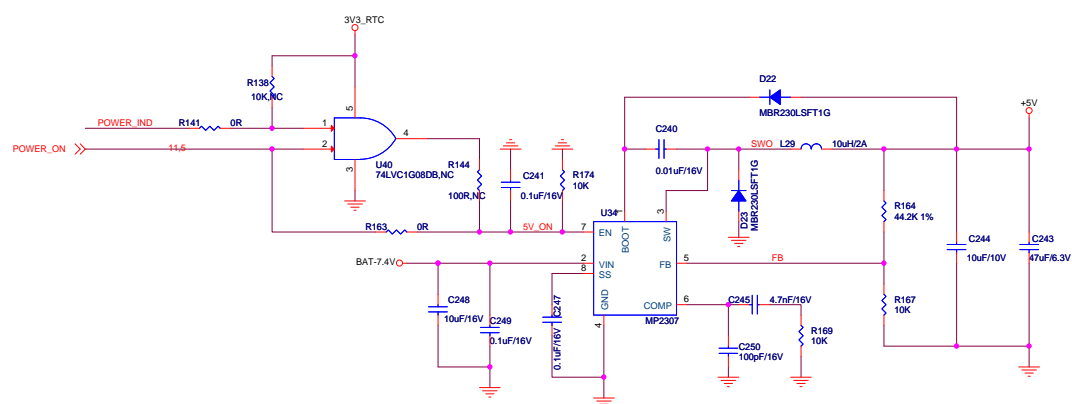 3V3_RTC
R138
10K,NC
5
POWER_IND
R141
0R
1
POWER_ON
11,5
2
4
U40
74LVC1G08DB,NC
3
R144
100R,NC
C241
0.1uF/16V
R174
10K
R163
0R
5V_ON
BAT-7.4V
C248
10uF/16V
C249
0.1uF/16V
C247
0.1uF/16V
U34
1
3
7
EN
BOOT
SW
2
VIN
8
SS
FB
5
GND
COMP
6
4
MP2307
C240
0.01uF/16V
D22
MBR230LSFT1G
SWO
L29
10uH/2A
D23
MBR230LSFT1G
+5V
R164
44.2K 1%
FB
R167
10K
C244
10uF/10V
C243
47uF/6.3V
C245
4.7nF/16V
C250
100pF/16V
R169
10K